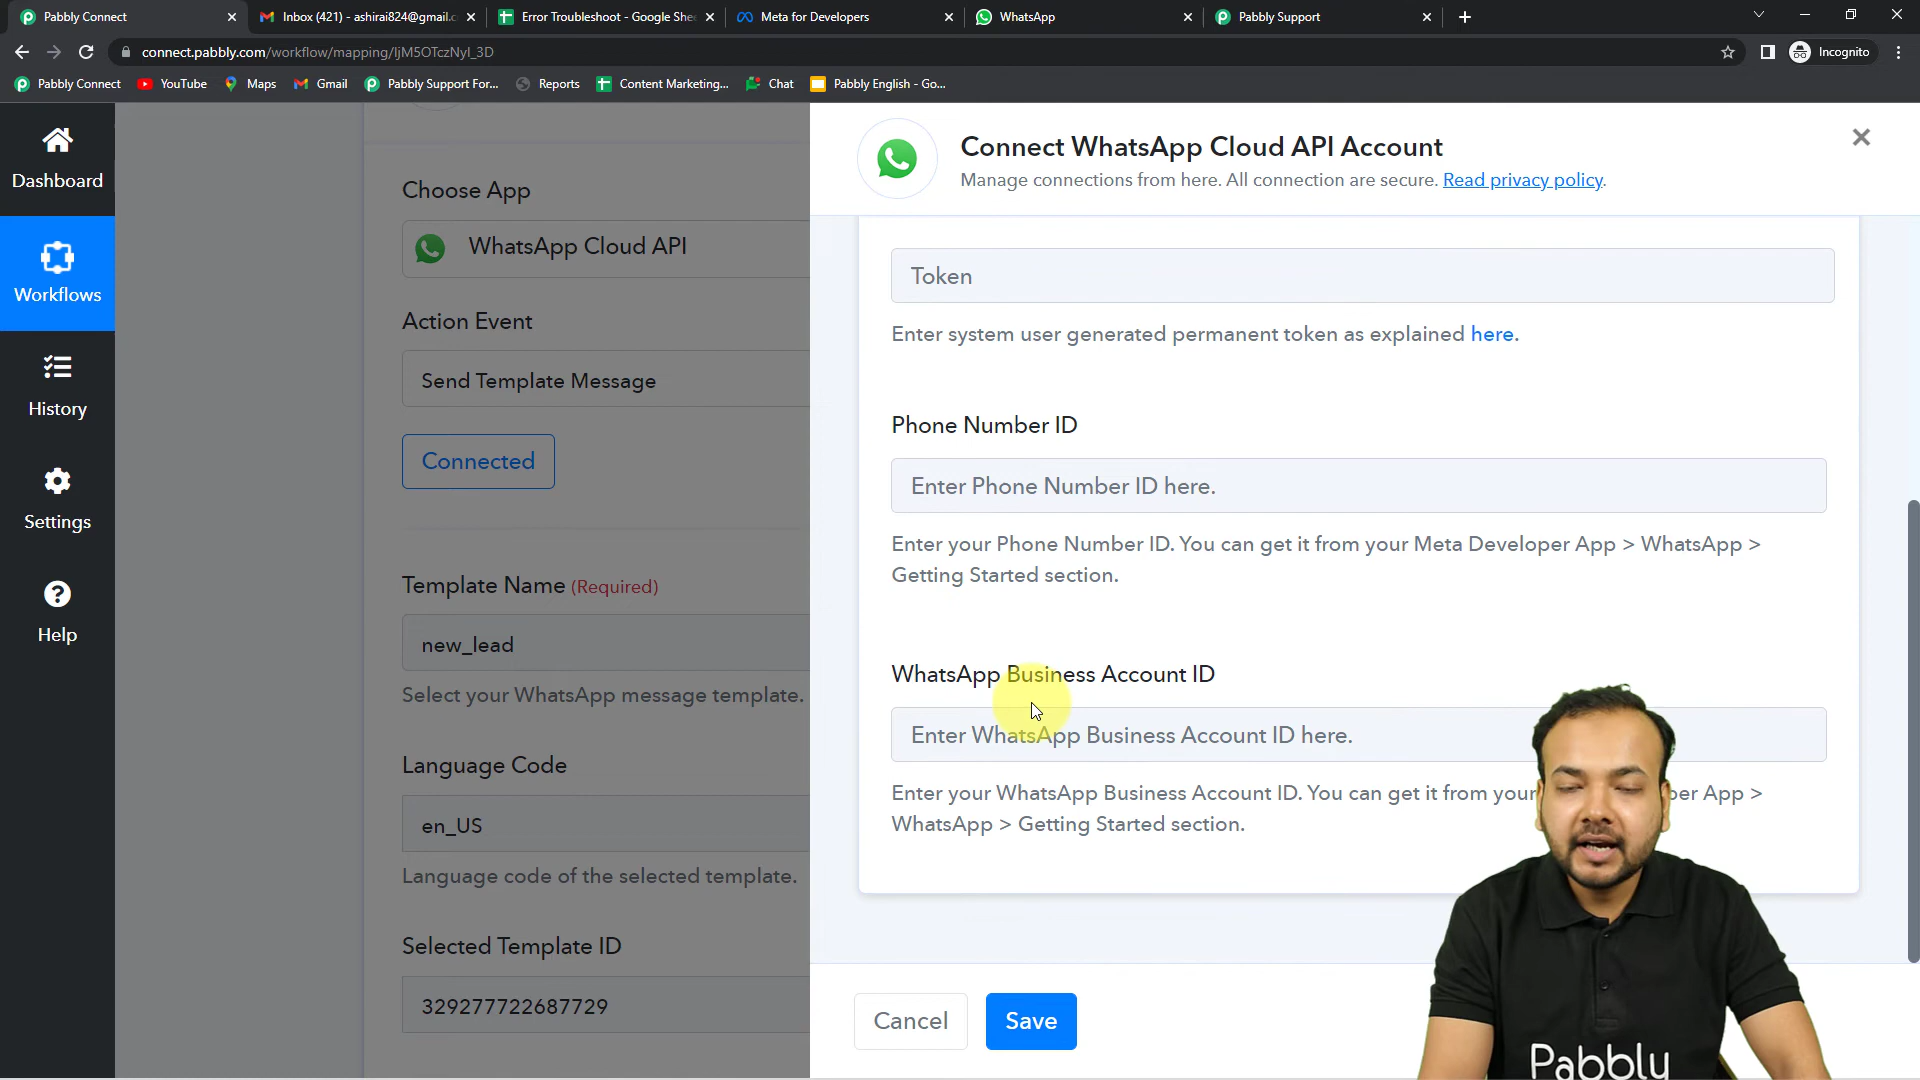 Pabbly Connect
Inbox (421) - ashirai824@gmail.c
Error Troubleshoot - Google She
Meta for Developers
WhatsApp
Pabbly Support
connect.pabbly.com/workflow/mapping/IjM5OTczNyI_3D
Incognito
Pabbly Connect
YouTube
Maps
Gmail
Pabbly Support For...
Reports
Content Marketing...
Chat
Pabbly English - Go...
Dashboard
Workflows
History
Settings
Help
Choose App
WhatsApp Cloud API
Action Event
Send Template Message
Connected
Template Name (Required)
new_lead
Select your WhatsApp message template.
Language Code
en_US
Language code of the selected template.
Selected Template ID
329277722687729
Connect WhatsApp Cloud API Account
Manage connections from here. All connection are secure. Read privacy policy.
Token
Enter system user generated permanent token as explained here.
Phone Number ID
Enter Phone Number ID here.
Enter your Phone Number ID. You can get it from your Meta Developer App > WhatsApp >
Getting Started section.
WhatsApp Business Account ID
Enter WhatsApp Business Account ID here.
Enter your WhatsApp Business Account ID. You can get it from your per App >
WhatsApp > Getting Started section.
Cancel
Save
Pabbly